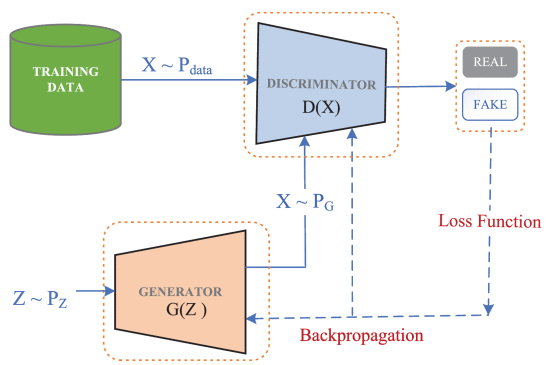 TRAINING
DATA
X ~ Pdata
DISCRIMINATOR
D(X)
REAL
FAKE
X ~ PG
Loss Function
GENERATOR
G(Z )
Z ~ PZ
Backpropagation